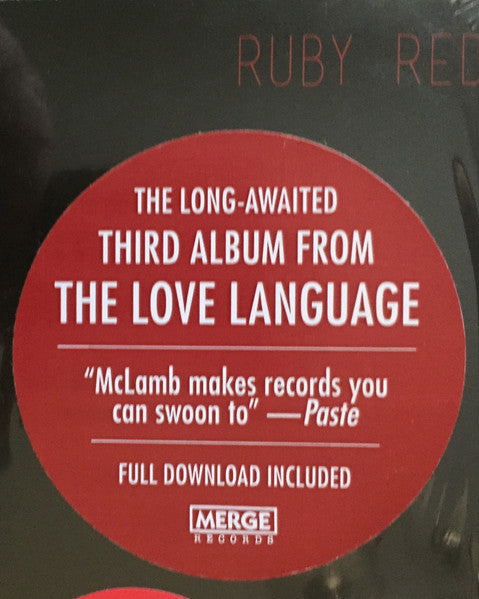 RUBY RED
THE LONG-AWAITED
THIRD ALBUM FROM
THE LOVE LANGUAGE
“McLamb makes records you
can swoon to” —Paste
FULL DOWNLOAD INCLUDED
MERGE
RECORDS